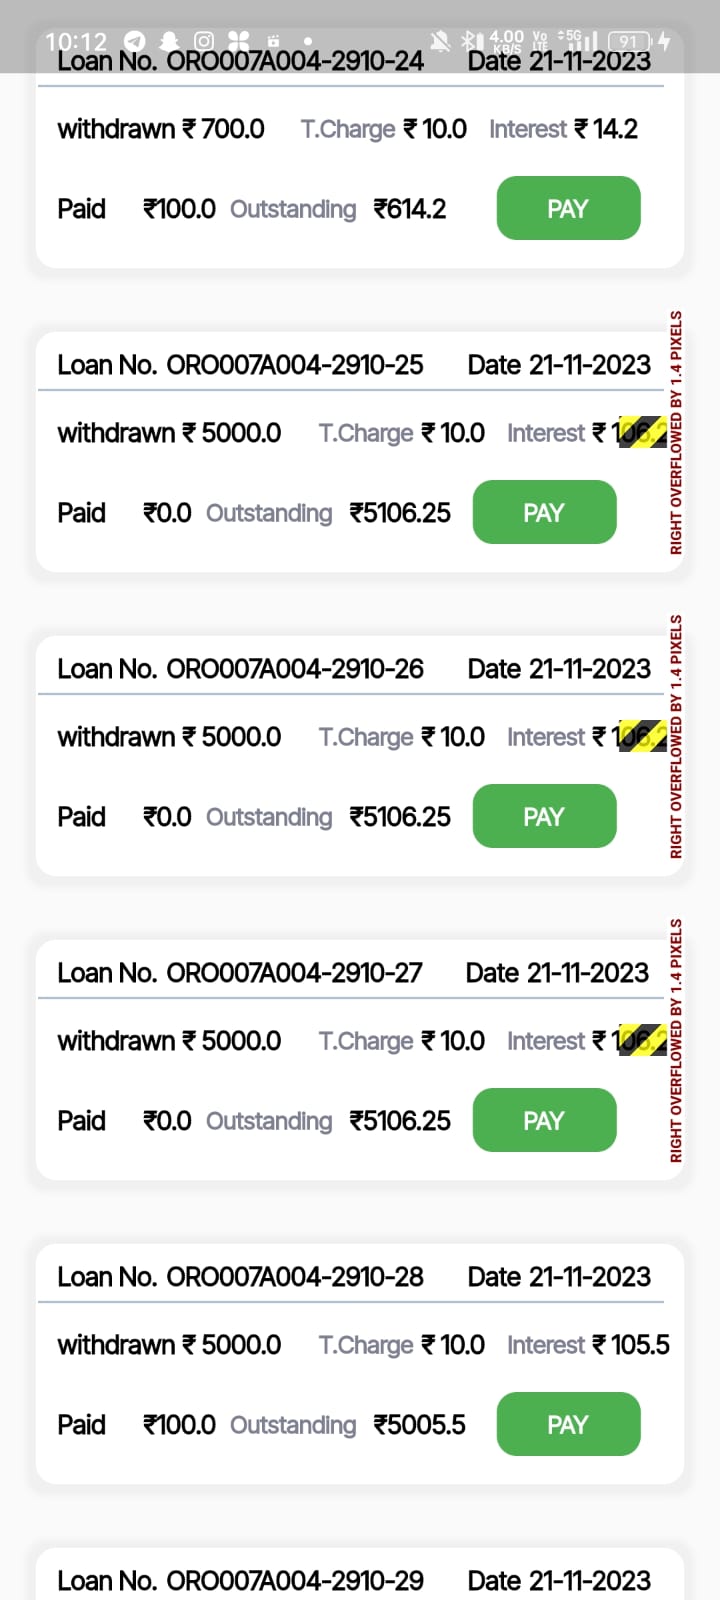 10:12 4.00 KB/S Vo LTE 5G 91
Loan No. ORO007A004-2910-24 Date 21-11-2023
withdrawn ₹ 700.0 T.Charge ₹ 10.0 Interest ₹ 14.2
Paid ₹100.0 Outstanding ₹614.2 PAY
Loan No. ORO007A004-2910-25 Date 21-11-2023
withdrawn ₹ 5000.0 T.Charge ₹ 10.0 Interest ₹ 106.2
RIGHT OVERFLOWED BY 1.4 PIXELS
Paid ₹0.0 Outstanding ₹5106.25 PAY
Loan No. ORO007A004-2910-26 Date 21-11-2023
withdrawn ₹ 5000.0 T.Charge ₹ 10.0 Interest ₹ 106.2
RIGHT OVERFLOWED BY 1.4 PIXELS
Paid ₹0.0 Outstanding ₹5106.25 PAY
Loan No. ORO007A004-2910-27 Date 21-11-2023
withdrawn ₹ 5000.0 T.Charge ₹ 10.0 Interest ₹ 106.2
RIGHT OVERFLOWED BY 1.4 PIXELS
Paid ₹0.0 Outstanding ₹5106.25 PAY
Loan No. ORO007A004-2910-28 Date 21-11-2023
withdrawn ₹ 5000.0 T.Charge ₹ 10.0 Interest ₹ 105.5
Paid ₹100.0 Outstanding ₹5005.5 PAY
Loan No. ORO007A004-2910-29 Date 21-11-2023